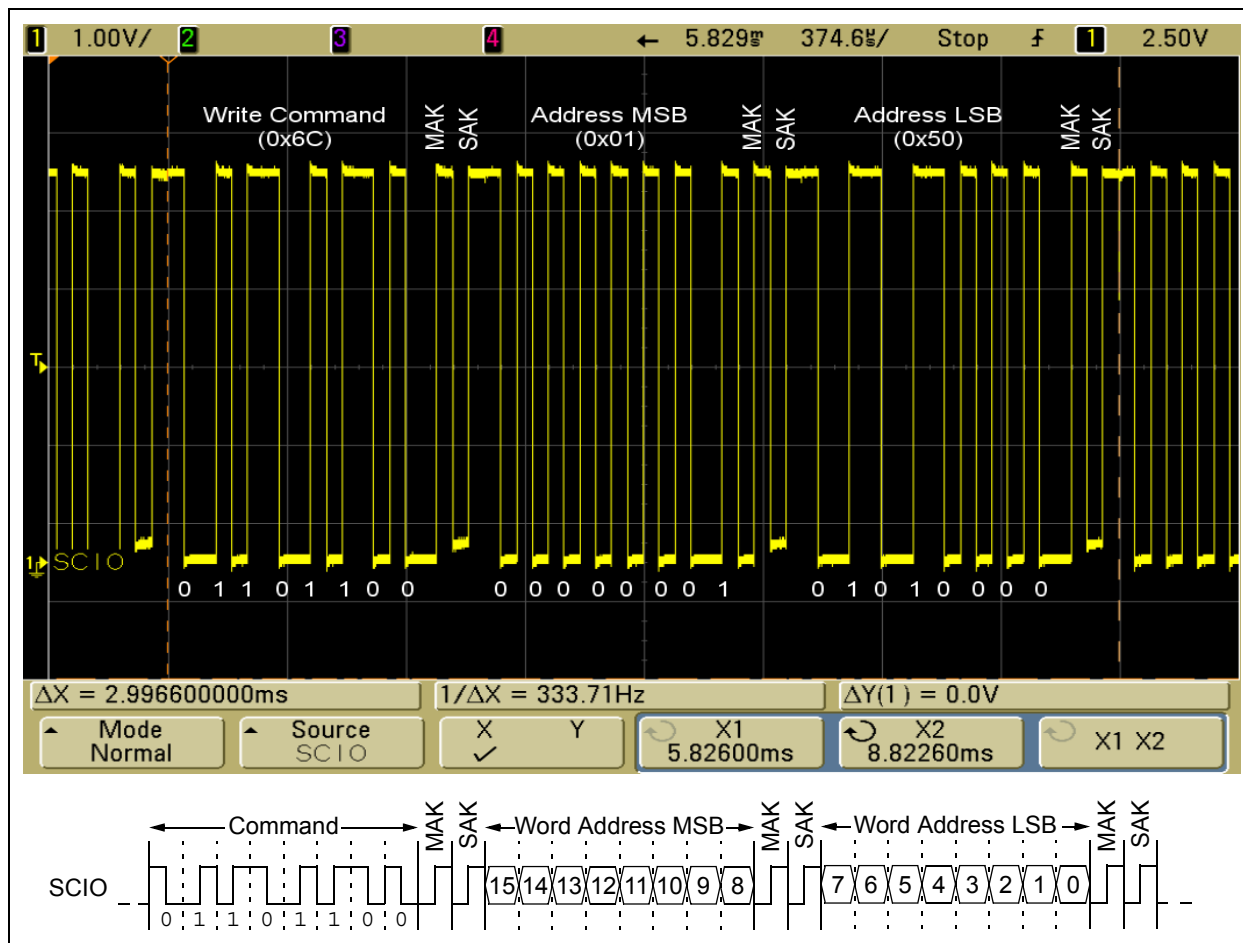 1 1.00V/ 2 3 4 5.829ms 374.6µs/ Stop 1 2.50V
Write Command
(0x6C)
MAK
SAK
Address MSB
(0x01)
MAK
SAK
Address LSB
(0x50)
MAK
SAK
T
1
SCIO
0 1 1 0 1 1 0 0 0 0 0 0 0 0 0 1 0 1 0 1 0 0 0 0
ΔX = 2.996600000ms 1/ΔX = 333.71Hz ΔY(1) = 0.0V
Mode
Normal
Source
SCIO
X Y
X1
5.82600ms
X2
8.82260ms
X1 X2
Command MAK SAK Word Address MSB MAK SAK Word Address LSB MAK SAK
SCIO
15 14 13 12 11 10 9 8 7 6 5 4 3 2 1 0
0 1 1 0 1 1 0 0